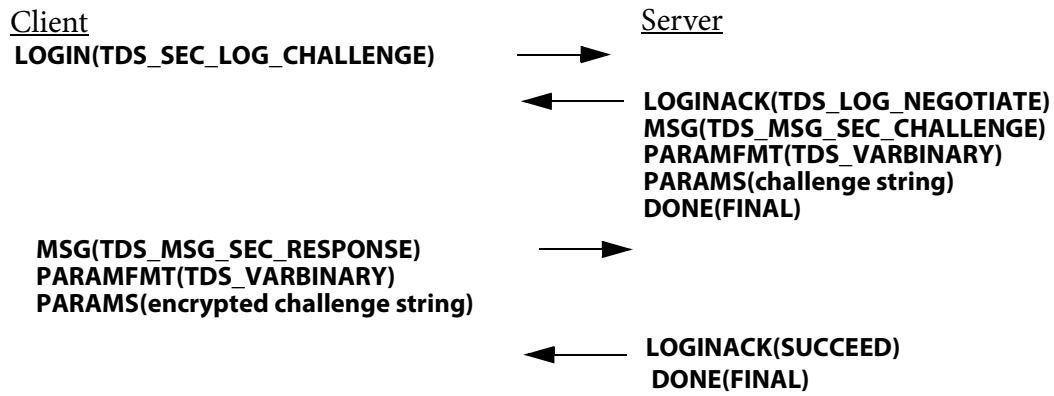 Client
Server
LOGIN(TDS_SEC_LOG_CHALLENGE)
LOGINACK(TDS_LOG_NEGOTIATE)
MSG(TDS_MSG_SEC_CHALLENGE)
PARAMFMT(TDS_VARBINARY)
PARAMS(challenge string)
DONE(FINAL)
MSG(TDS_MSG_SEC_RESPONSE)
PARAMFMT(TDS_VARBINARY)
PARAMS(encrypted challenge string)
LOGINACK(SUCCEED)
DONE(FINAL)